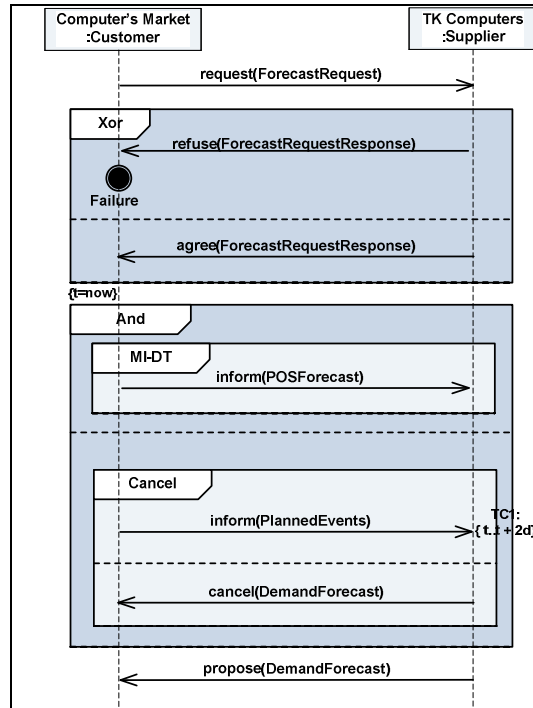 Computer's Market
:Customer
TK Computers
:Supplier
request(ForecastRequest)
Xor
refuse(ForecastRequestResponse)
Failure
agree(ForecastRequestResponse)
{t=now}
And
MI-DT
inform(POSForecast)
Cancel
inform(PlannedEvents)
TC1:
{ t..t + 2d}
cancel(DemandForecast)
propose(DemandForecast)